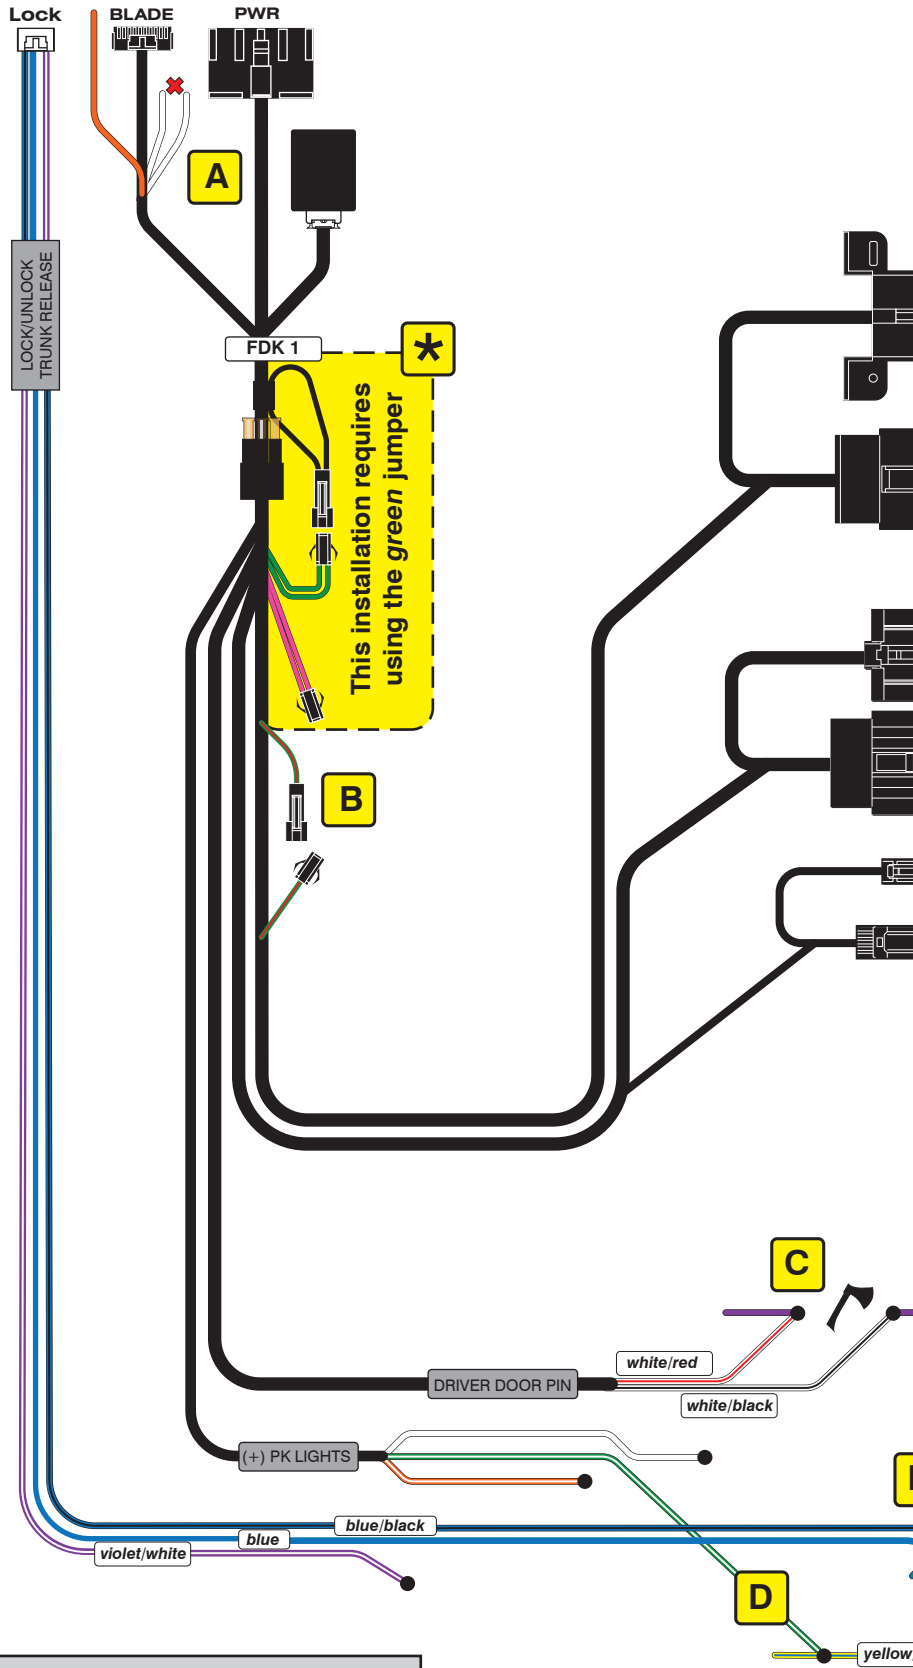 Lock
BLADE
PWR
A
LOCK/UNLOCK
TRUNK RELEASE
FDK 1
*
This installation requires
using the green jumper
B
C
white/red
DRIVER DOOR PIN
white/black
(+) PK LIGHTS
blue/black
blue
violet/white
D
yellow